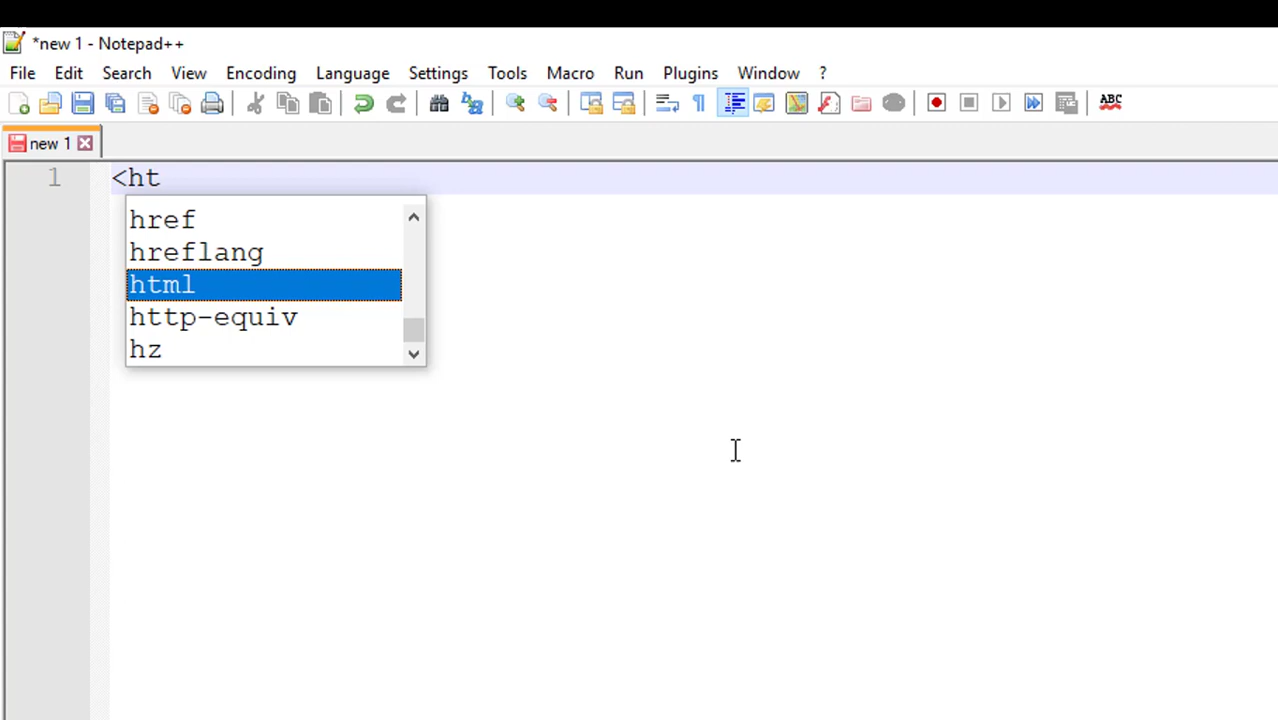 *new 1 - Notepad++
File Edit Search View Encoding Language Settings Tools Macro Run Plugins Window ?
ABC
new 1
1 <ht
href
hreflang
html
http-equiv
hz